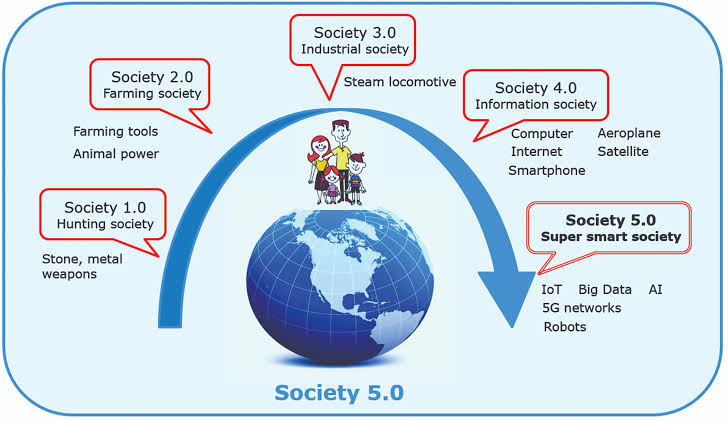 Society 1.0
Hunting society
Stone, metal
weapons
Society 2.0
Farming society
Farming tools
Animal power
Society 3.0
Industrial society
Steam locomotive
Society 4.0
Information society
Computer Aeroplane
Internet Satellite
Smartphone
Society 5.0
Super smart society
IoT Big Data AI
5G networks
Robots
Society 5.0